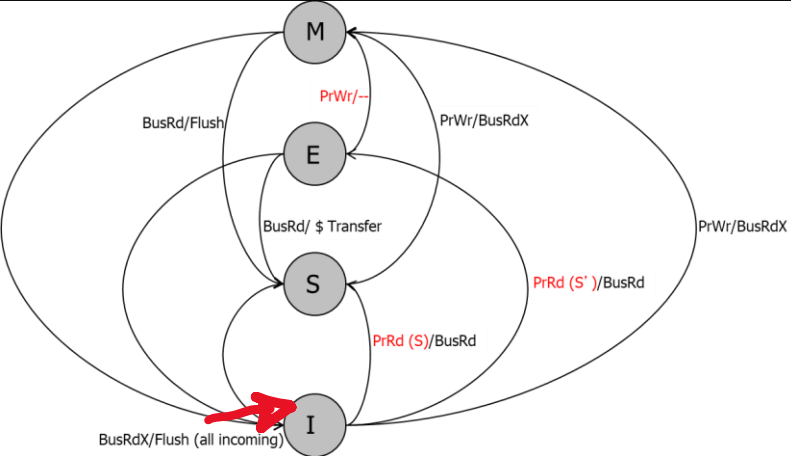 M
PrWr/--
BusRd/Flush
PrWr/BusRdX
E
BusRd/ $ Transfer
PrWr/BusRdX
S
PrRd (S')/BusRd
PrRd (S)/BusRd
I
BusRdX/Flush (all incoming)